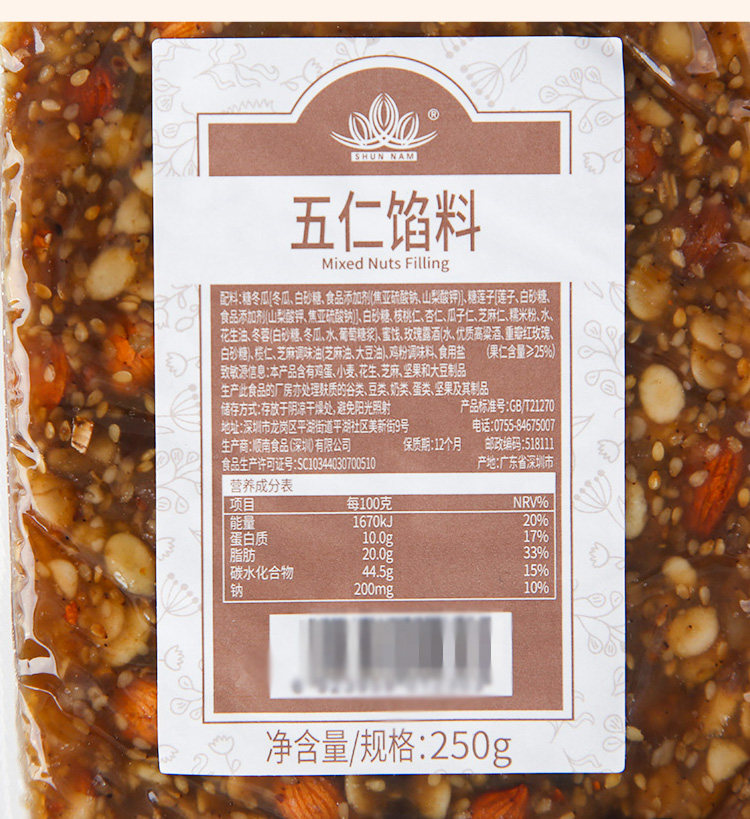 ®
SHUN NAM
五仁馅料
Mixed Nuts Filling
配料:糖冬瓜[冬瓜、白砂糖、食品添加剂(焦亚硫酸钠、山梨酸钾)]、糖莲子[莲子、白砂糖、
食品添加剂(山梨酸钾、焦亚硫酸钠)]、白砂糖、核桃仁、杏仁、瓜子仁、芝麻仁、糯米粉、水、
花生油、冬蓉(白砂糖、冬瓜、水、葡萄糖浆)、蜜饯、玫瑰露酒(水、优质高粱酒、重瓣红玫瑰、
白砂糖)、榄仁、芝麻调味油(芝麻油、大豆油)、鸡粉调味料、食用盐 (果仁含量≥25%)
致敏源信息:本产品含有鸡蛋、小麦、花生、芝麻、坚果和大豆制品
生产此食品的厂房亦处理麸质的谷类、豆类、奶类、蛋类、坚果及其制品
储存方式:存放于阴凉干燥处,避免阳光照射 产品标准号:GB/T21270
地址:深圳市龙岗区平湖街道平湖社区美新街9号 电话:0755-84675007
生产商:顺南食品(深圳)有限公司 保质期:12个月 邮政编码:518111
食品生产许可证号:SC10344030700510 产地:广东省深圳市
营养成分表
项目 每100克 NRV%
能量 1670kJ 20%
蛋白质 10.0g 17%
脂肪 20.0g 33%
碳水化合物 44.5g 15%
钠 200mg 10%
净含量/规格:250g